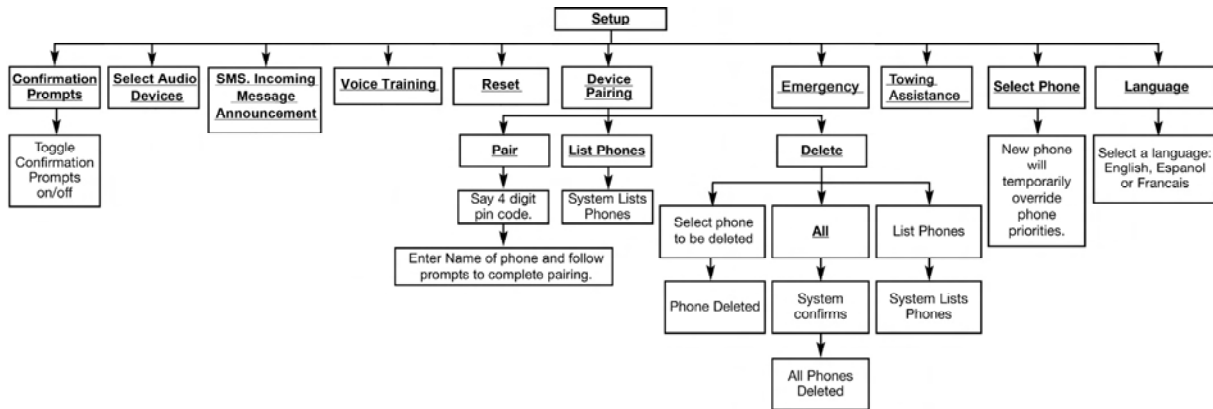 Setup
Confirmation
Prompts
Select Audio
Devices
SMS. Incoming
Message
Announcement
Voice Training
Reset
Device
Pairing
Emergency
Towing
Assistance
Select Phone
Language
Toggle
Confirmation
Prompts
on/off
Pair
List Phones
Delete
New phone
will
temporarily
override
phone
priorities.
Select a language:
English, Espanol
or Francais
Say 4 digit
pin code.
System Lists
Phones
Select phone
to be deleted
All
List Phones
Enter Name of phone and follow
prompts to complete pairing.
Phone Deleted
System
confirms
System Lists
Phones
All Phones
Deleted